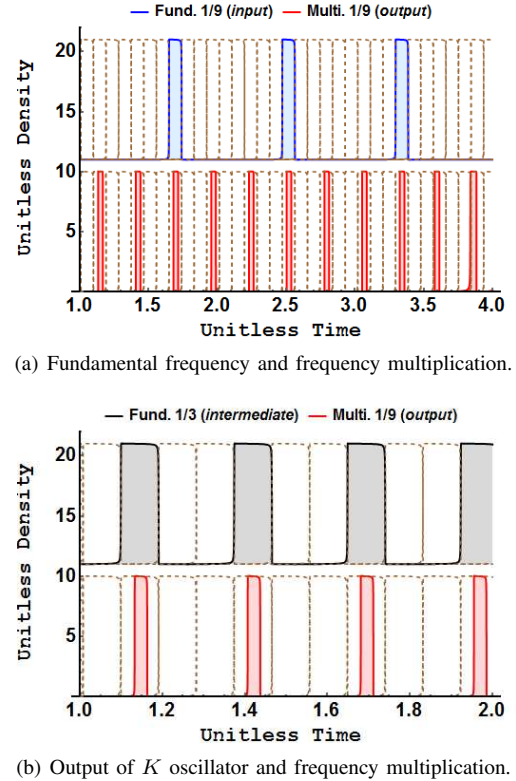 Fund. 1/9 (input) Multi. 1/9 (output)
20
15
10
5
Unitless Density
1.0 1.5 2.0 2.5 3.0 3.5 4.0
Unitless Time
(a) Fundamental frequency and frequency multiplication.
Fund. 1/3 (intermediate) Multi. 1/9 (output)
20
15
10
5
Unitless Density
1.0 1.2 1.4 1.6 1.8 2.0
Unitless Time
(b) Output of K oscillator and frequency multiplication.